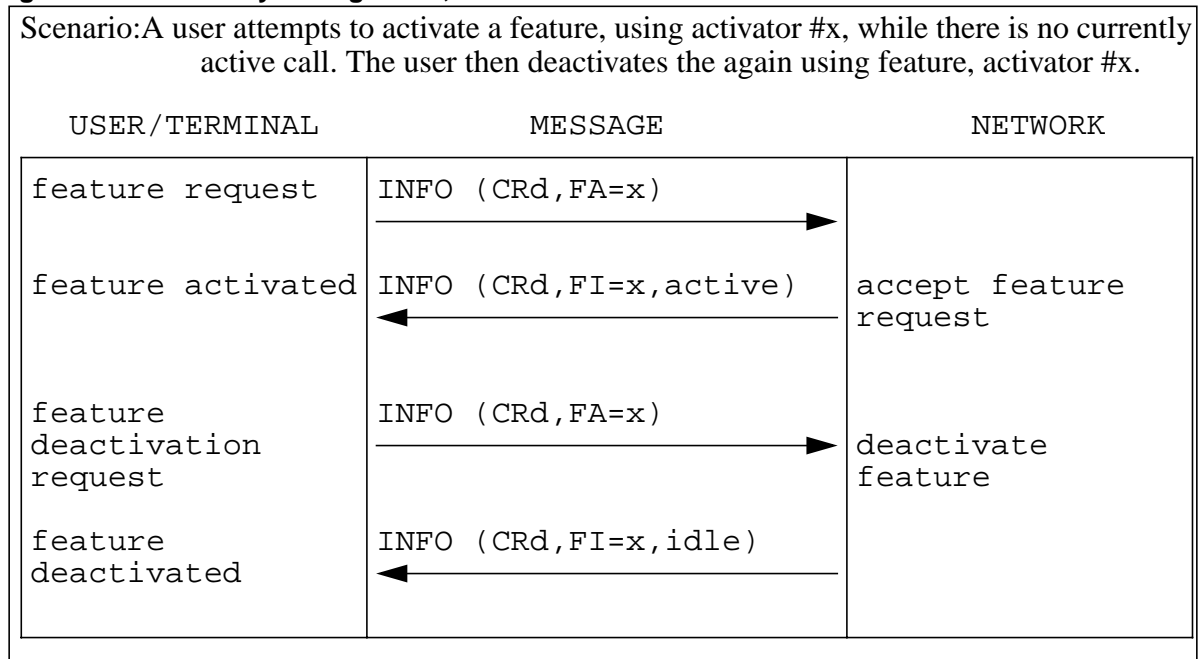 Scenario:A user attempts to activate a feature, using activator #x, while there is no currently
active call. The user then deactivates the again using feature, activator #x.
USER/TERMINAL MESSAGE NETWORK
feature request INFO (CRd,FA=x)
feature activated INFO (CRd,FI=x,active) accept feature
request
feature INFO (CRd,FA=x)
deactivation deactivate
request feature
feature INFO (CRd,FI=x,idle)
deactivated